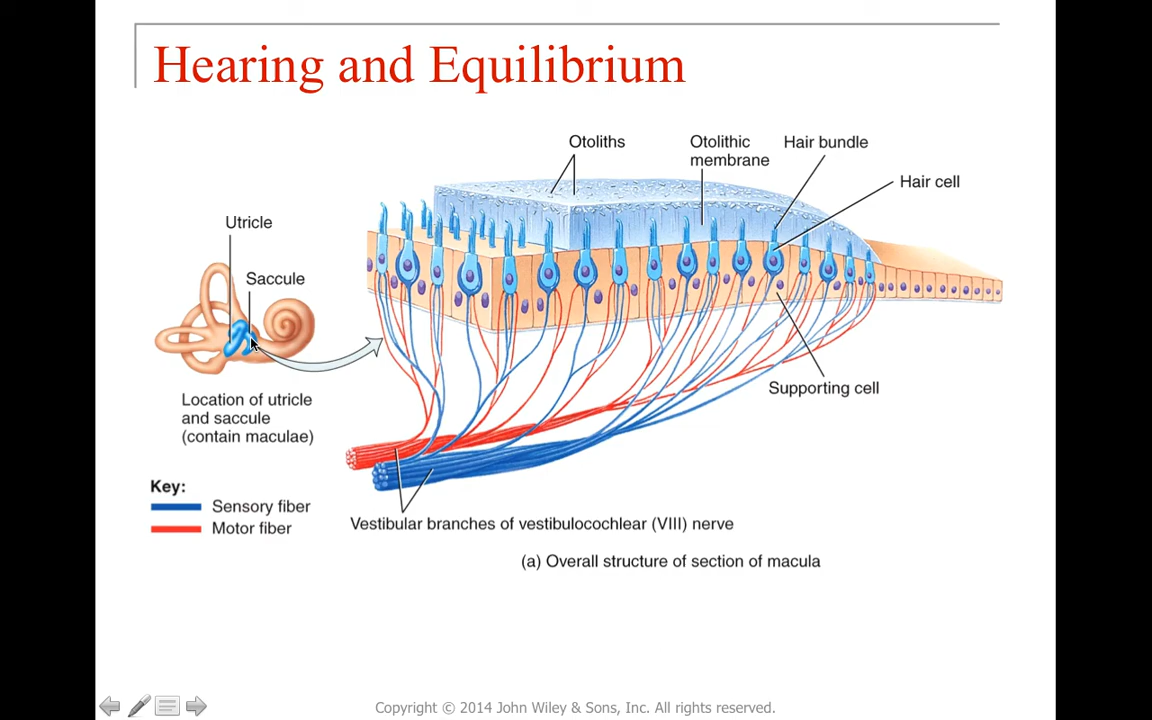 Hearing and Equilibrium
Otoliths
Otolithic
membrane
Hair bundle
Hair cell
Utricle
Saccule
Supporting cell
Location of utricle
and saccule
(contain maculae)
Key:
Sensory fiber
Motor fiber
Vestibular branches of vestibulocochlear (VIII) nerve
(a) Overall structure of section of macula
Copyright © 2014 John Wiley & Sons, Inc. All rights reserved.